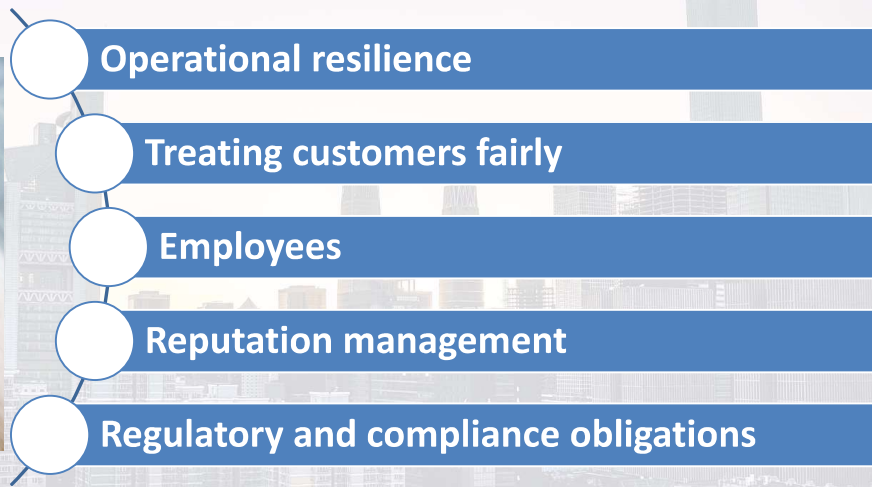 Operational resilience
Treating customers fairly
Employees
Reputation management
Regulatory and compliance obligations